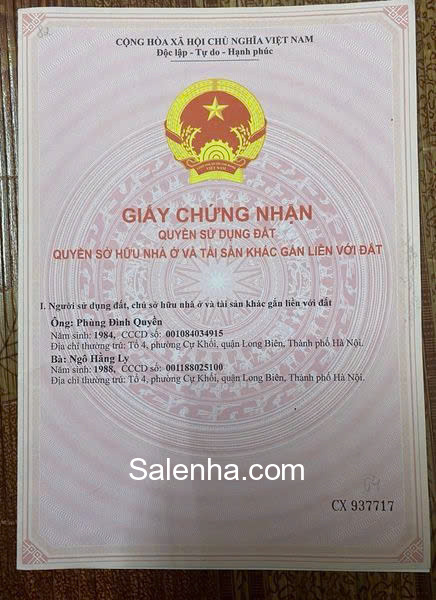 82
CỘNG HÒA XÃ HỘI CHỦ NGHĨA VIỆT NAM
Độc lập - Tự do - Hạnh phúc
VIỆT NAM
GIẤY CHỨNG NHẬN
QUYỀN SỬ DỤNG ĐẤT
QUYỀN SỞ HỮU NHÀ Ở VÀ TÀI SẢN KHÁC GẮN LIỀN VỚI ĐẤT
I. Người sử dụng đất, chủ sở hữu nhà ở và tài sản khác gắn liền với đất
Ông: Phùng Đình Quyền
Năm sinh: 1984, CCCD số: 001084034915
Địa chỉ thường trú: Tổ 4, phường Cự Khối, quận Long Biên, Thành phố Hà Nội.
Bà: Ngô Hằng Ly
Năm sinh: 1988, CCCD số: 001188025100
Địa chỉ thường trú: Tổ 4, phường Cự Khối, quận Long Biên, Thành phố Hà Nội.
Salenha.com
CX 937717